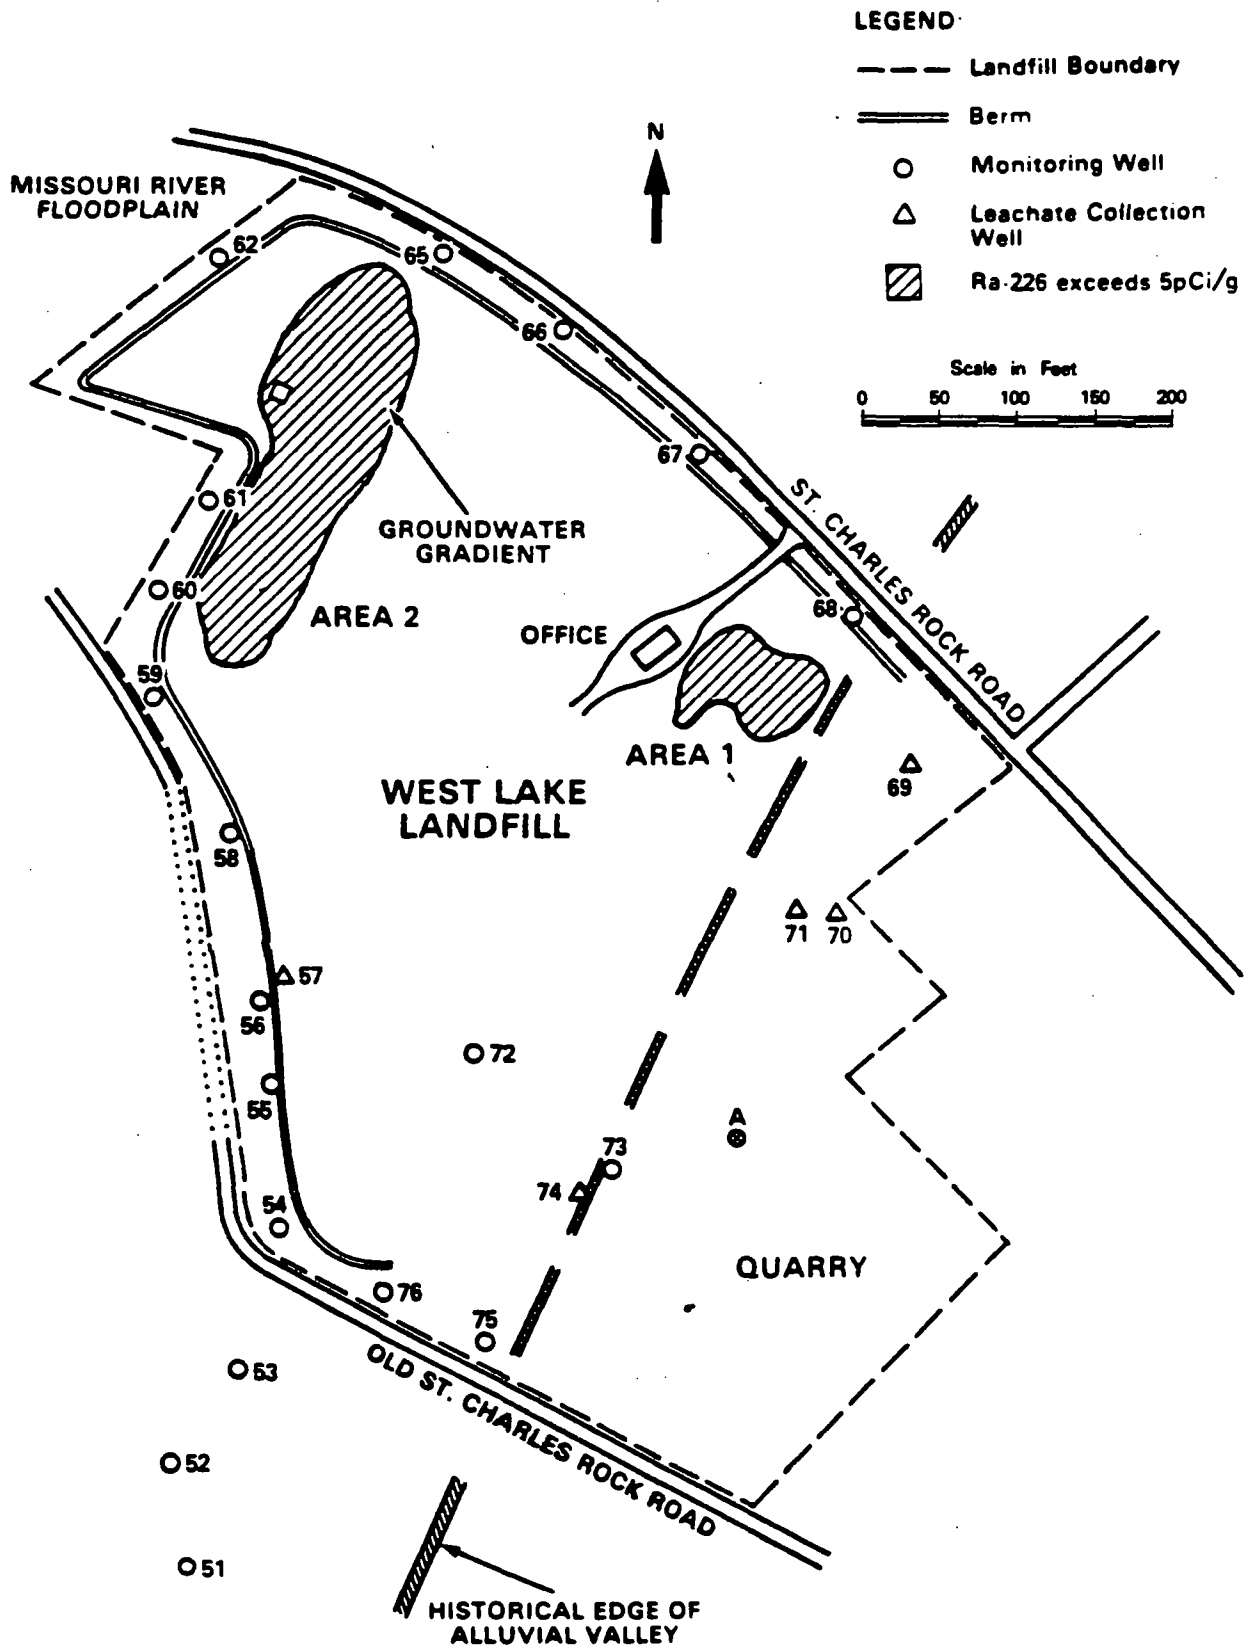 LEGEND
Landfill Boundary
Berm
Monitoring Well
Leachate Collection
Well
Ra-226 exceeds 5pCi/g
Scale in Feet
0 50 100 150 200
N
MISSOURI RIVER
FLOODPLAIN
62
65
66
67
61
GROUNDWATER
GRADIENT
ST. CHARLES ROCK ROAD
60
AREA 2
68
OFFICE
59
AREA 1
69
WEST LAKE
LANDFILL
58
71 70
57
56
72
55
A
73
74
54
QUARRY
76
75
53
OLD ST. CHARLES ROCK ROAD
52
51
HISTORICAL EDGE OF
ALLUVIAL VALLEY